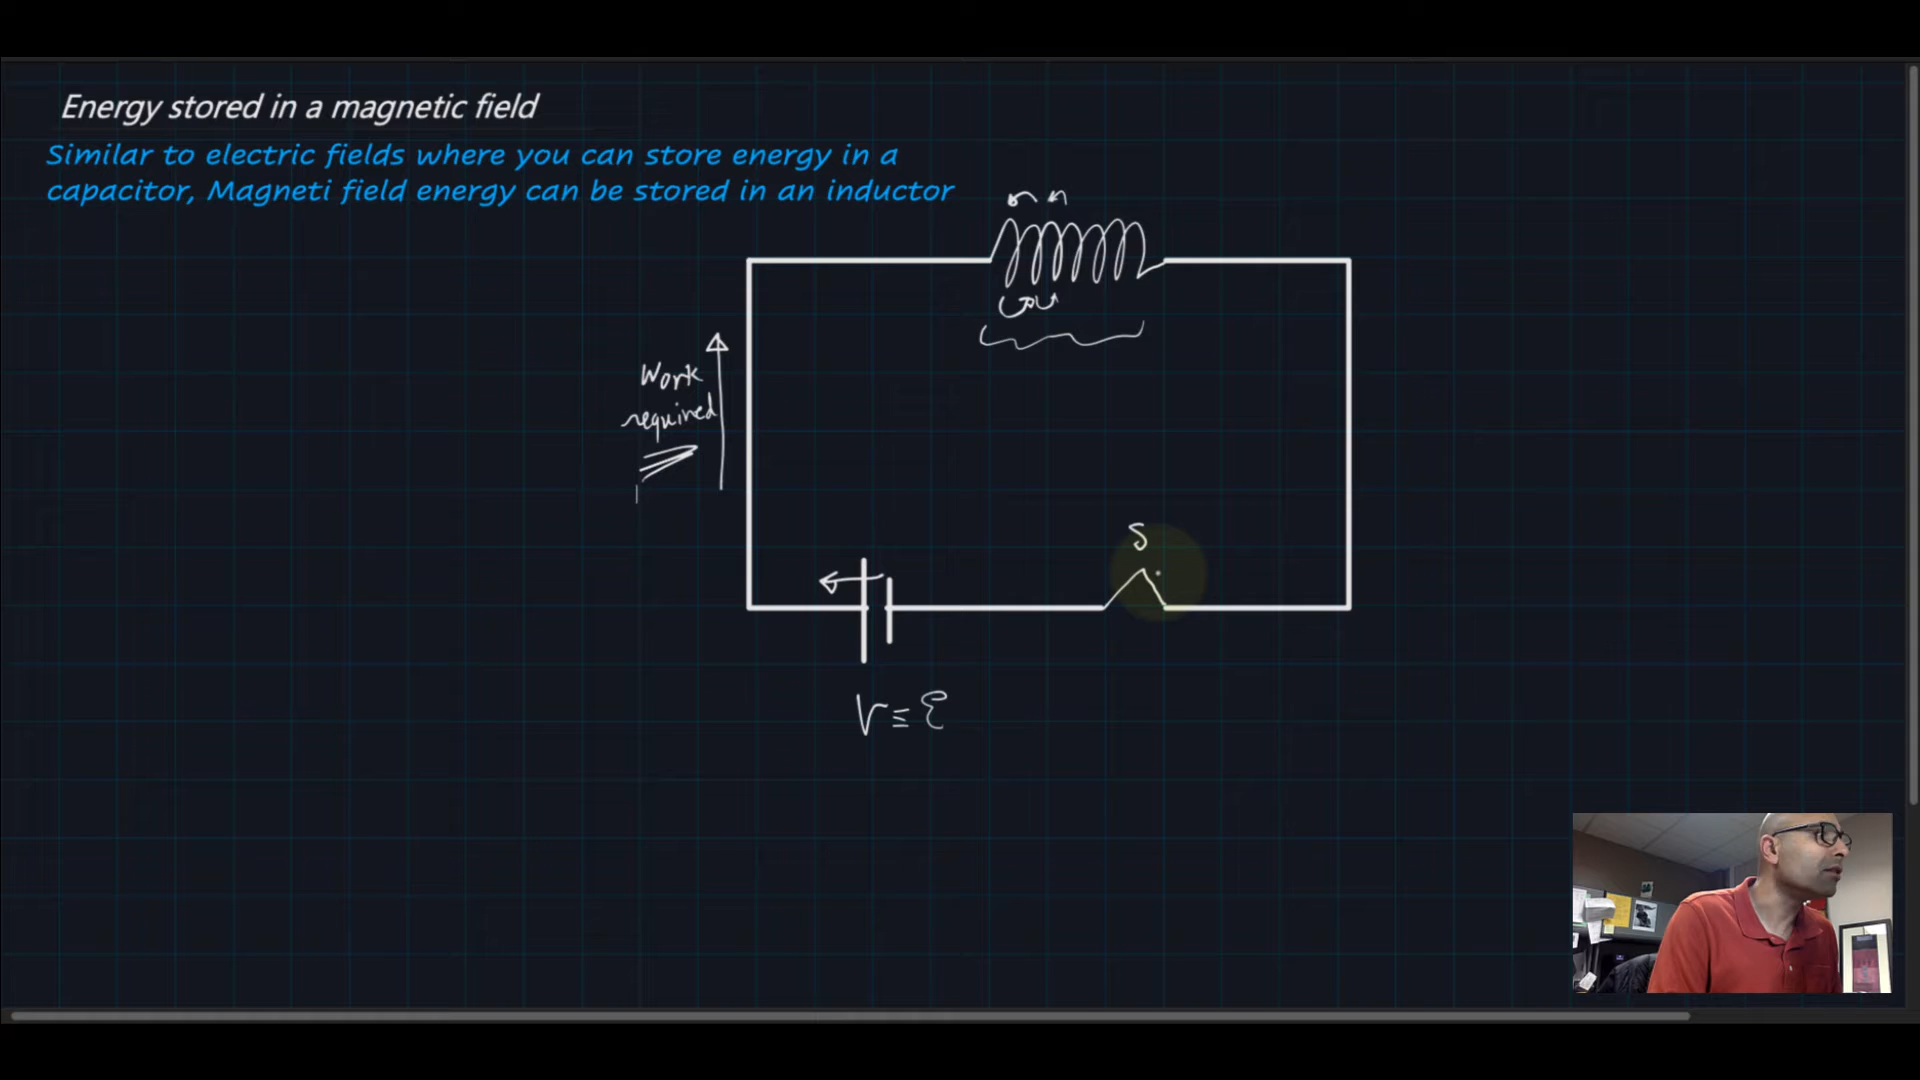 Energy stored in a magnetic field
Similar to electric fields where you can store energy in a
capacitor, Magneti field energy can be stored in an inductor
Work
required
S
V ≡ ε